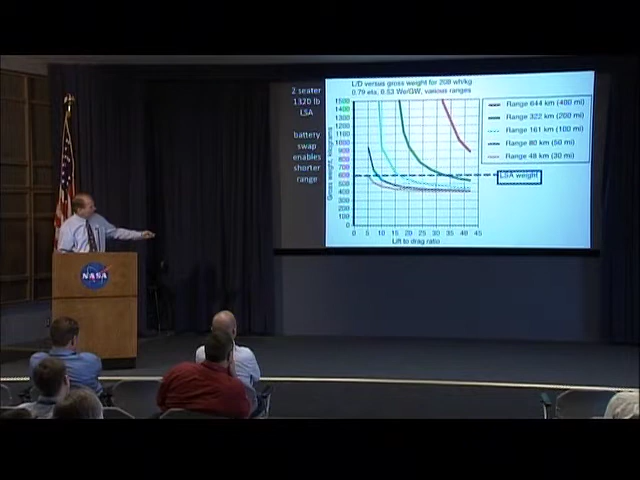 2 seater
1320 lb
LSA
battery
swap
enables
shorter
range
L/D versus gross weight for 208 wh/kg
0.79 eta, 0.53 We/GW, various ranges
Gross weight, kilograms
1500
1400
1300
1200
1100
1000
900
800
700
600
500
400
300
200
100
0
0 5 10 15 20 25 30 35 40 45
Lift to drag ratio
Range 644 km (400 mi)
Range 322 km (200 mi)
Range 161 km (100 mi)
Range 80 km (50 mi)
Range 48 km (30 mi)
LSA weight
NASA